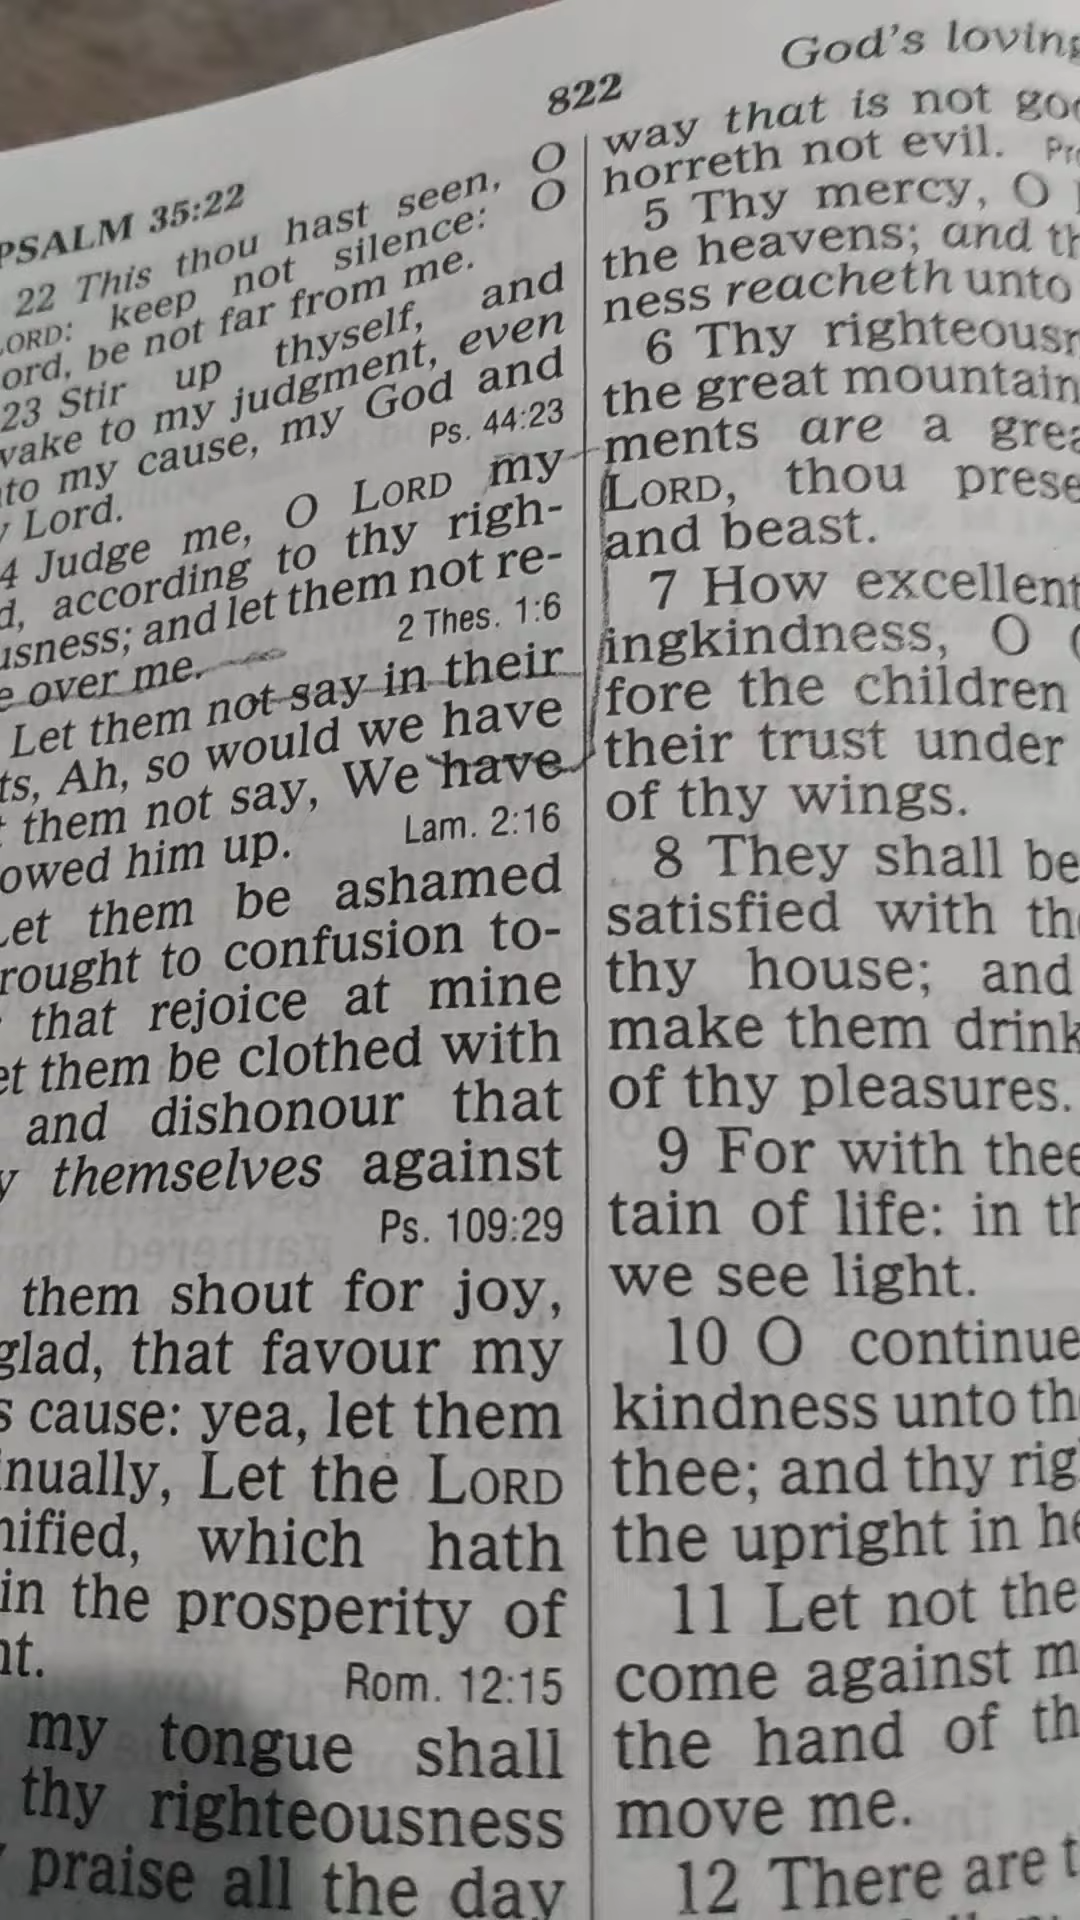 God's loving
822
PSALM 35:22
22 This thou hast seen, O
LORD: keep not silence: O
ord, be not far from me.
23 Stir up thyself, and
wake to my judgment, even
to my cause, my God and
Lord.
Ps. 44:23
4 Judge me, O LORD my
d, according to thy righ-
usness; and let them not re-
e over me.
2 Thes. 1:6
Let them not say in their
ts, Ah, so would we have
them not say, We have
owed him up.
Lam. 2:16
Let them be ashamed
rought to confusion to-
that rejoice at mine
et them be clothed with
and dishonour that
y themselves against
Ps. 109:29
them shout for joy,
glad, that favour my
s cause: yea, let them
nually, Let the LORD
nified, which hath
in the prosperity of
nt.
Rom. 12:15
my tongue shall
thy righteousness
praise all the day
way that is not goo
horreth not evil. Pro
5 Thy mercy, O
the heavens; and th
ness reacheth unto
6 Thy righteousn
the great mountain
ments are a grea
LORD, thou prese
and beast.
7 How excellent
ingkindness, O
fore the children
their trust under
of thy wings.
8 They shall be
satisfied with the
thy house; and
make them drink
of thy pleasures.
9 For with thee
tain of life: in th
we see light.
10 O continue
kindness unto th
thee; and thy rig
the upright in he
11 Let not the
come against m
the hand of th
move me.
12 There are t